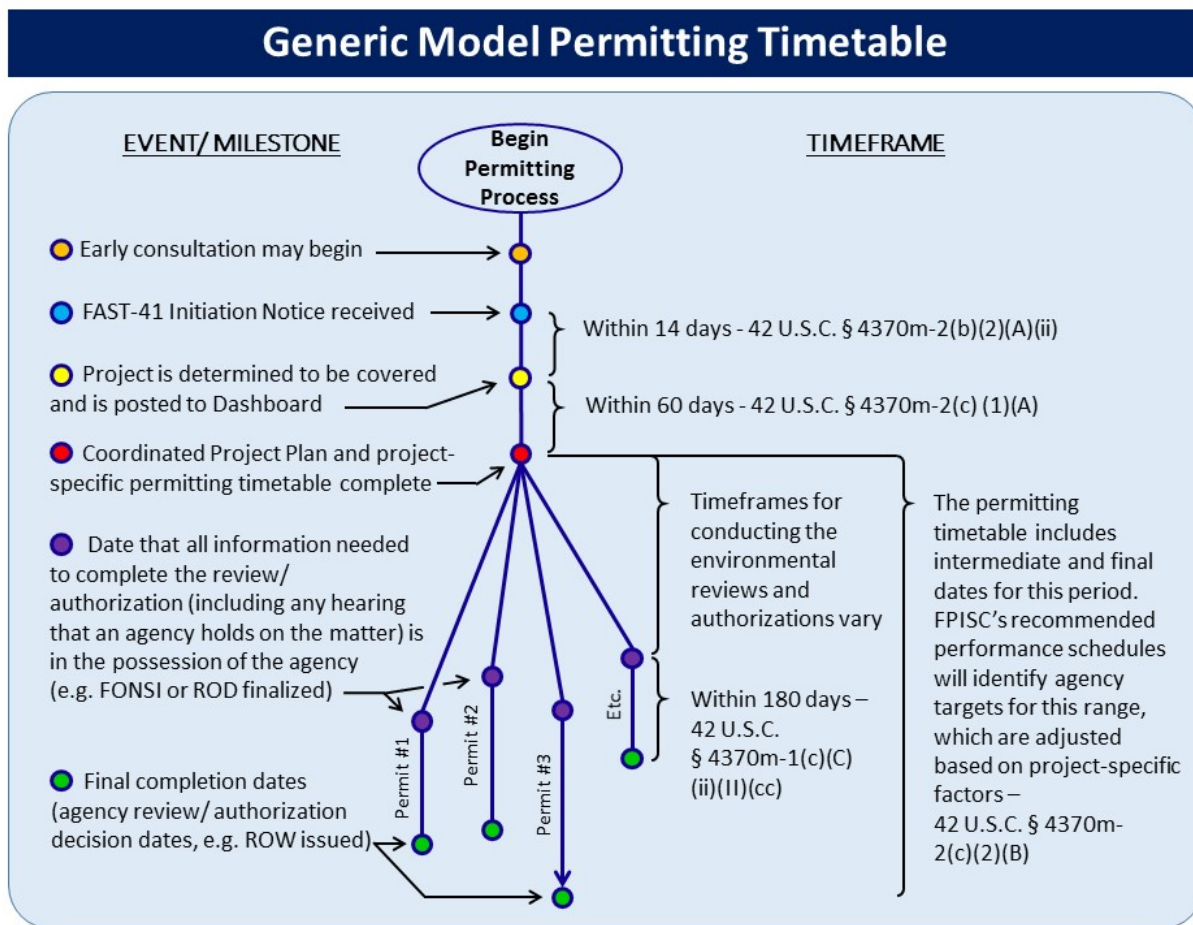 Generic Model Permitting Timetable
EVENT/ MILESTONE
Begin
Permitting
Process
TIMEFRAME
Early consultation may begin
FAST-41 Initiation Notice received
Within 14 days - 42 U.S.C. § 4370m-2(b)(2)(A)(ii)
Project is determined to be covered
and is posted to Dashboard
Within 60 days - 42 U.S.C. § 4370m-2(c) (1)(A)
Coordinated Project Plan and project-
specific permitting timetable complete
Date that all information needed
to complete the review/
authorization (including any hearing
that an agency holds on the matter) is
in the possession of the agency
(e.g. FONSI or ROD finalized)
Final completion dates
(agency review/ authorization
decision dates, e.g. ROW issued)
Permit #1
Permit #2
Permit #3
Etc.
Timeframes for
conducting the
environmental
reviews and
authorizations vary
Within 180 days –
42 U.S.C.
§ 4370m-1(c)(C)
(ii)(II)(cc)
The permitting
timetable includes
intermediate and final
dates for this period.
FPISC's recommended
performance schedules
will identify agency
targets for this range,
which are adjusted
based on project-specific
factors –
42 U.S.C. § 4370m-
2(c)(2)(B)